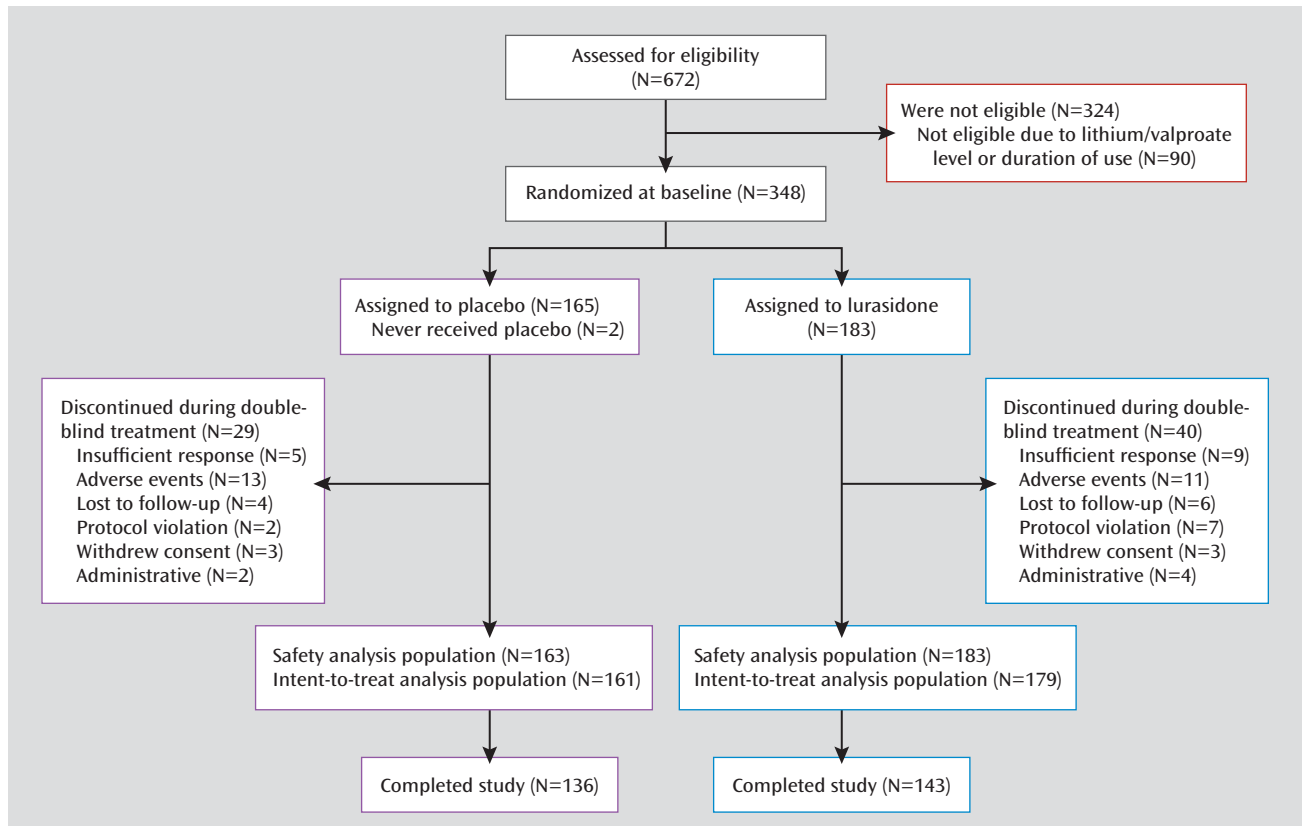 Assessed for eligibility
(N=672)
Were not eligible (N=324)
Not eligible due to lithium/valproate
level or duration of use (N=90)
Randomized at baseline (N=348)
Assigned to placebo (N=165)
Never received placebo (N=2)
Assigned to lurasidone
(N=183)
Discontinued during double-
blind treatment (N=29)
Insufficient response (N=5)
Adverse events (N=13)
Lost to follow-up (N=4)
Protocol violation (N=2)
Withdrew consent (N=3)
Administrative (N=2)
Discontinued during double-
blind treatment (N=40)
Insufficient response (N=9)
Adverse events (N=11)
Lost to follow-up (N=6)
Protocol violation (N=7)
Withdrew consent (N=3)
Administrative (N=4)
Safety analysis population (N=163)
Intent-to-treat analysis population (N=161)
Safety analysis population (N=183)
Intent-to-treat analysis population (N=179)
Completed study (N=136)
Completed study (N=143)